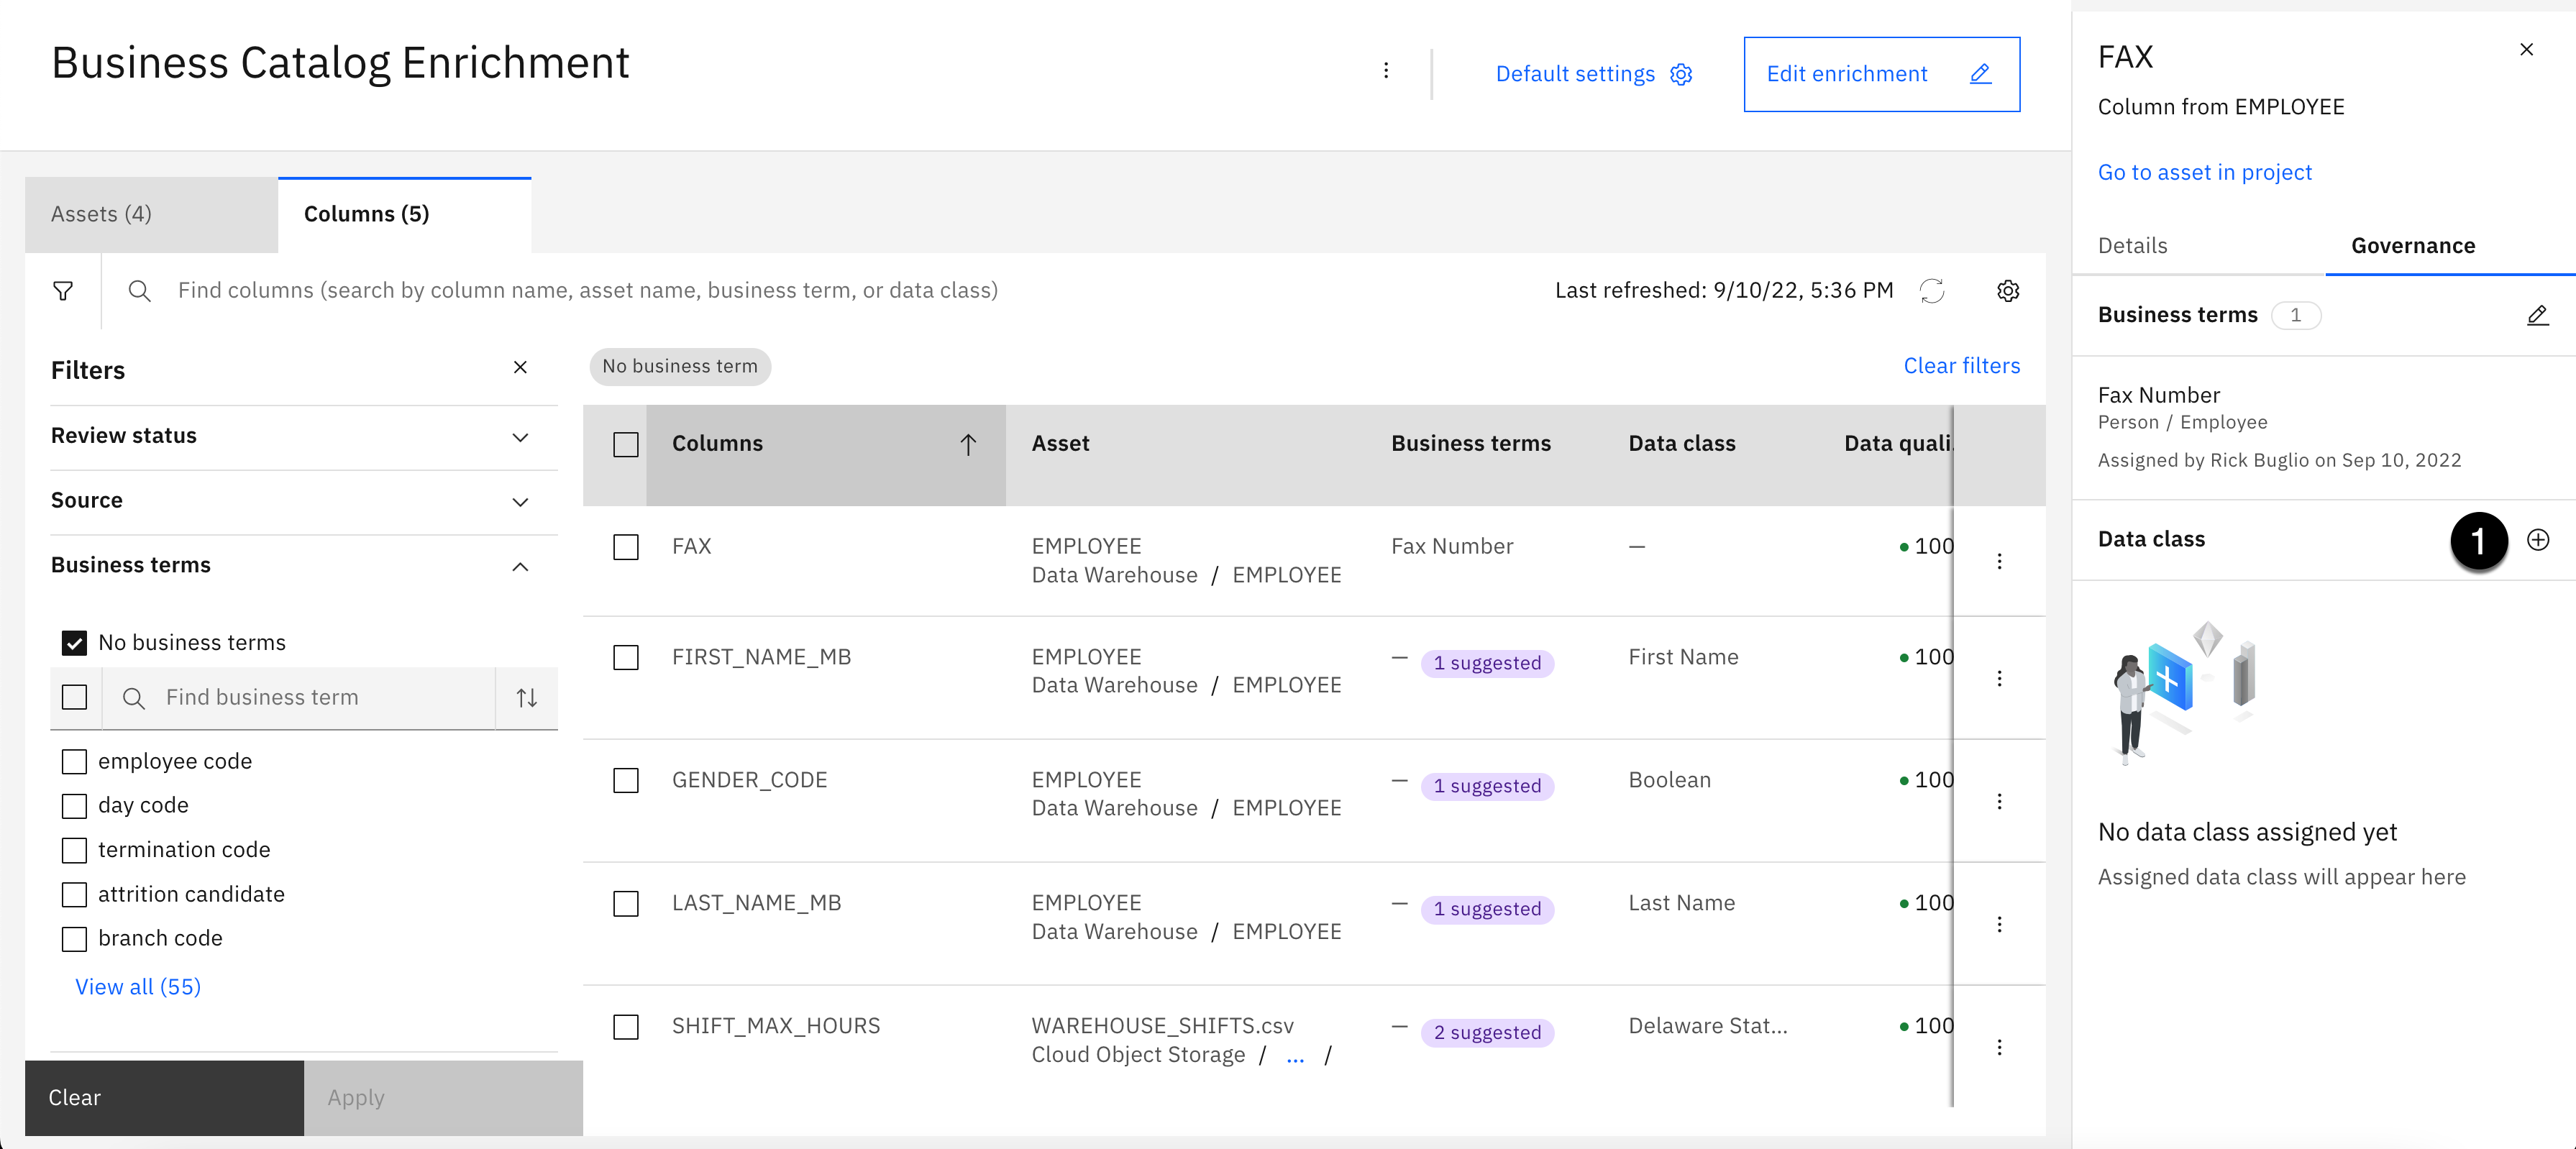 Business Catalog Enrichment
Default settings
Edit enrichment
Assets (4)
Columns (5)
Find columns (search by column name, asset name, business term, or data class)
Last refreshed: 9/10/22, 5:36 PM
Filters
Review status
Source
Business terms
No business terms
Find business term
employee code
day code
termination code
attrition candidate
branch code
View all (55)
Clear
Apply
No business term
Clear filters
Columns
Asset
Business terms
Data class
Data quali.
FAX
EMPLOYEE
Data Warehouse / EMPLOYEE
Fax Number
—
100
FIRST_NAME_MB
EMPLOYEE
Data Warehouse / EMPLOYEE
— 1 suggested
First Name
100
GENDER_CODE
EMPLOYEE
Data Warehouse / EMPLOYEE
— 1 suggested
Boolean
100
LAST_NAME_MB
EMPLOYEE
Data Warehouse / EMPLOYEE
— 1 suggested
Last Name
100
SHIFT_MAX_HOURS
WAREHOUSE_SHIFTS.csv
Cloud Object Storage / ... /
— 2 suggested
Delaware Stat...
100
FAX
Column from EMPLOYEE
Go to asset in project
Details
Governance
Business terms 1
Fax Number
Person / Employee
Assigned by Rick Buglio on Sep 10, 2022
Data class
1
No data class assigned yet
Assigned data class will appear here